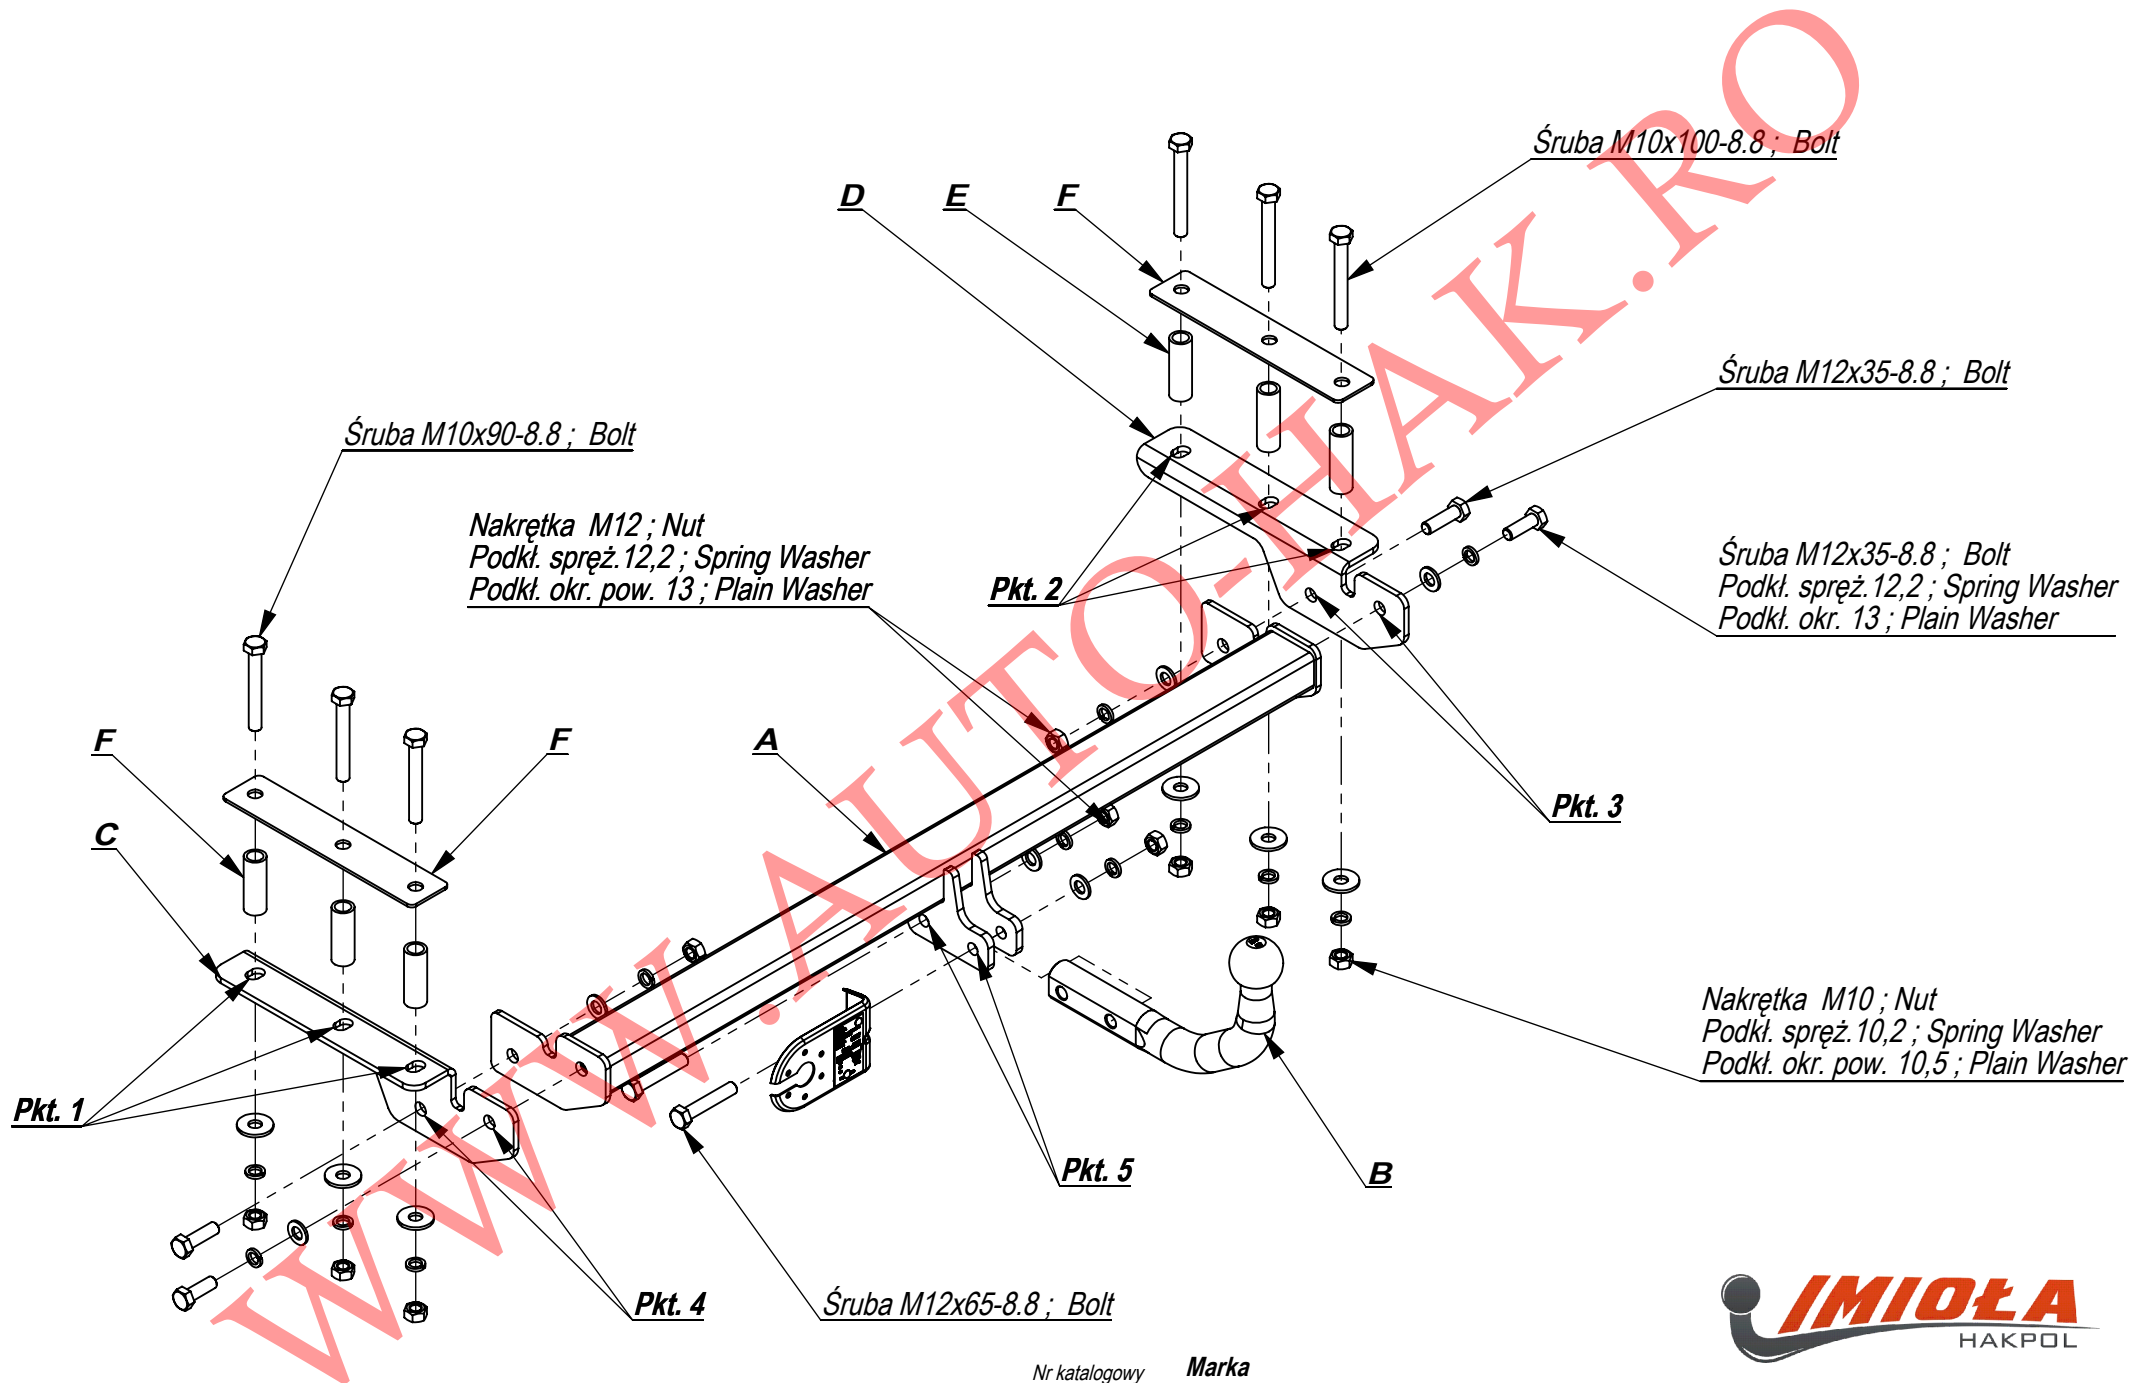 Śruba M10x100-8.8 ; Bolt
D
E
F
Śruba M12x35-8.8 ; Bolt
Śruba M10x90-8.8 ; Bolt
Nakrętka M12 ; Nut
Podkł. spręż.12,2 ; Spring Washer
Podkł. okr. pow. 13 ; Plain Washer
Pkt. 2
Śruba M12x35-8.8 ; Bolt
Podkł. spręż.12,2 ; Spring Washer
Podkł. okr. 13 ; Plain Washer
F
F
A
C
Pkt. 3
Nakrętka M10 ; Nut
Podkł. spręż.10,2 ; Spring Washer
Podkł. okr. pow. 10,5 ; Plain Washer
Pkt. 1
Pkt. 5
B
Pkt. 4
Śruba M12x65-8.8 ; Bolt
IMIOŁA
HAKPOL
Nr katalogowy Marka
WWW.AUTO-HAK.RO